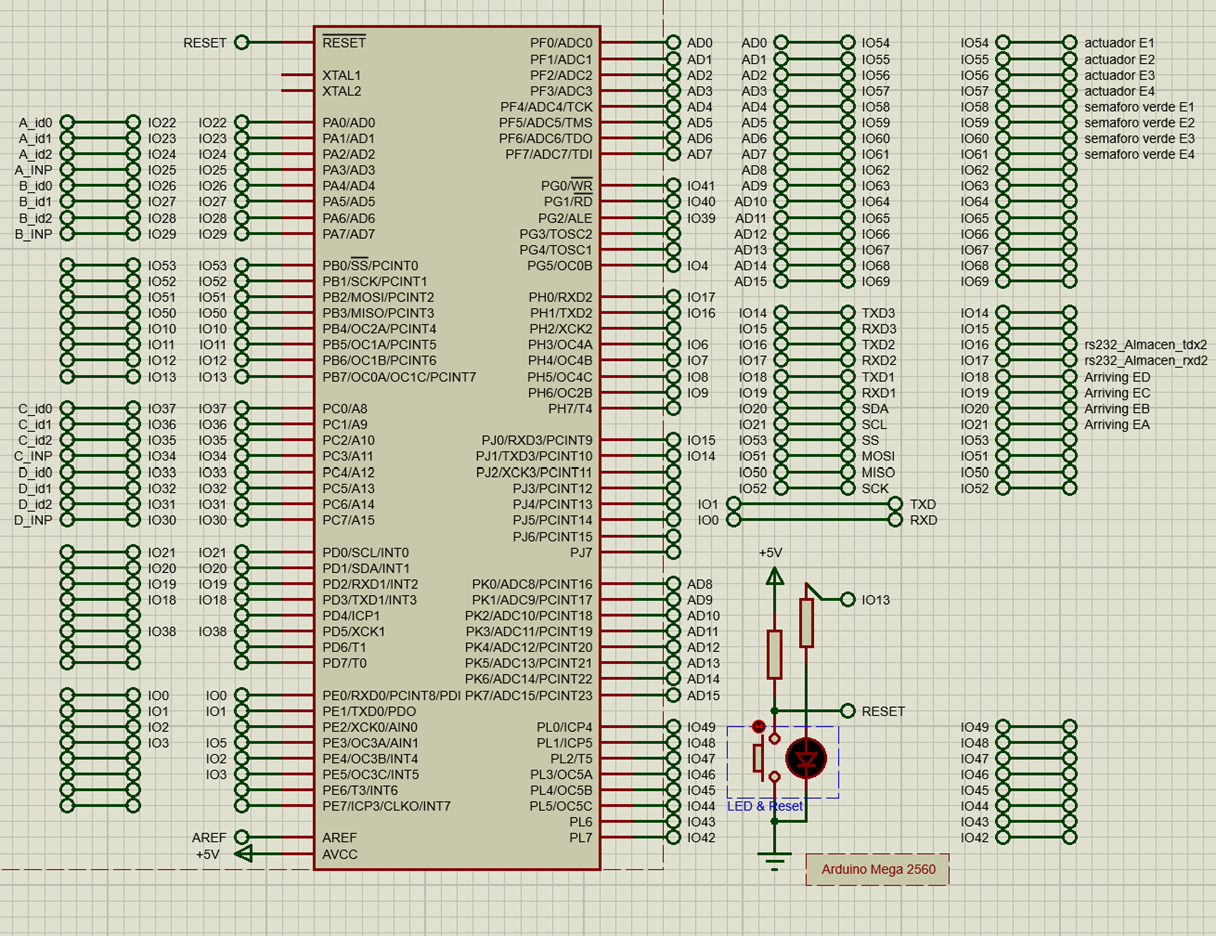 RESET RESET PF0/ADC0 AD0 AD0 IO54 IO54 actuador E1
PF1/ADC1 AD1 AD1 IO55 IO55 actuador E2
XTAL1 PF2/ADC2 AD2 AD2 IO56 IO56 actuador E3
XTAL2 PF3/ADC3 AD3 AD3 IO57 IO57 actuador E4
PF4/ADC4/TCK AD4 AD4 IO58 IO58 semaforo verde E1
A_id0 IO22 IO22 PA0/AD0 PF5/ADC5/TMS AD5 AD5 IO59 IO59 semaforo verde E2
A_id1 IO23 IO23 PA1/AD1 PF6/ADC6/TDO AD6 AD6 IO60 IO60 semaforo verde E3
A_id2 IO24 IO24 PA2/AD2 PF7/ADC7/TDI AD7 AD7 IO61 IO61 semaforo verde E4
A_INP IO25 IO25 PA3/AD3 AD8 IO62 IO62
B_id0 IO26 IO26 PA4/AD4 PG0/WR IO41 AD9 IO63 IO63
B_id1 IO27 IO27 PA5/AD5 PG1/RD IO40 AD10 IO64 IO64
B_id2 IO28 IO28 PA6/AD6 PG2/ALE IO39 AD11 IO65 IO65
B_INP IO29 IO29 PA7/AD7 PG3/TOSC2 AD12 IO66 IO66
PG4/TOSC1 AD13 IO67 IO67
IO53 IO53 PB0/SS/PCINT0 PG5/OC0B IO4 AD14 IO68 IO68
IO52 IO52 PB1/SCK/PCINT1 AD15 IO69 IO69
IO51 IO51 PB2/MOSI/PCINT2 PH0/RXD2 IO17
IO50 IO50 PB3/MISO/PCINT3 PH1/TXD2 IO16 IO14 TXD3 IO14
IO10 IO10 PB4/OC2A/PCINT4 PH2/XCK2 IO15 RXD3 IO15
IO11 IO11 PB5/OC1A/PCINT5 PH3/OC4A IO6 IO16 TXD2 IO16 rs232_Almacen_tdx2
IO12 IO12 PB6/OC1B/PCINT6 PH4/OC4B IO7 IO17 RXD2 IO17 rs232_Almacen_rxd2
IO13 IO13 PB7/OC0A/OC1C/PCINT7 PH5/OC4C IO8 IO18 TXD1 IO18 Arriving ED
PH6/OC2B IO9 IO19 RXD1 IO19 Arriving EC
C_id0 IO37 IO37 PC0/A8 PH7/T4 IO20 SDA IO20 Arriving EB
C_id1 IO36 IO36 PC1/A9 IO21 SCL IO21 Arriving EA
C_id2 IO35 IO35 PC2/A10 PJ0/RXD3/PCINT9 IO15 IO53 SS IO53
C_INP IO34 IO34 PC3/A11 PJ1/TXD3/PCINT10 IO14 IO51 MOSI IO51
D_id0 IO33 IO33 PC4/A12 PJ2/XCK3/PCINT11 IO50 MISO IO50
D_id1 IO32 IO32 PC5/A13 PJ3/PCINT12 IO52 SCK IO52
D_id2 IO31 IO31 PC6/A14 PJ4/PCINT13 IO1 TXD
D_INP IO30 IO30 PC7/A15 PJ5/PCINT14 IO0 RXD
PJ6/PCINT15
IO21 IO21 PD0/SCL/INT0 PJ7 +5V
IO20 IO20 PD1/SDA/INT1
IO19 IO19 PD2/RXD1/INT2 PK0/ADC8/PCINT16 AD8
IO18 IO18 PD3/TXD1/INT3 PK1/ADC9/PCINT17 AD9 IO13
PD4/ICP1 PK2/ADC10/PCINT18 AD10
IO38 IO38 PD5/XCK1 PK3/ADC11/PCINT19 AD11
PD6/T1 PK4/ADC12/PCINT20 AD12
PD7/T0 PK5/ADC13/PCINT21 AD13
PK6/ADC14/PCINT22 AD14
IO0 IO0 PE0/RXD0/PCINT8/PDI PK7/ADC15/PCINT23 AD15
IO1 IO1 PE1/TXD0/PDO RESET
IO2 PE2/XCK0/AIN0 PL0/ICP4 IO49 IO49
IO3 IO5 PE3/OC3A/AIN1 PL1/ICP5 IO48 IO48
IO2 PE4/OC3B/INT4 PL2/T5 IO47 IO47
IO3 PE5/OC3C/INT5 PL3/OC5A IO46 IO46
PE6/T3/INT6 PL4/OC5B IO45 IO45
PE7/ICP3/CLKO/INT7 PL5/OC5C IO44 LED & Reset IO44
PL6 IO43 IO43
AREF AREF PL7 IO42 IO42
+5V AVCC
Arduino Mega 2560